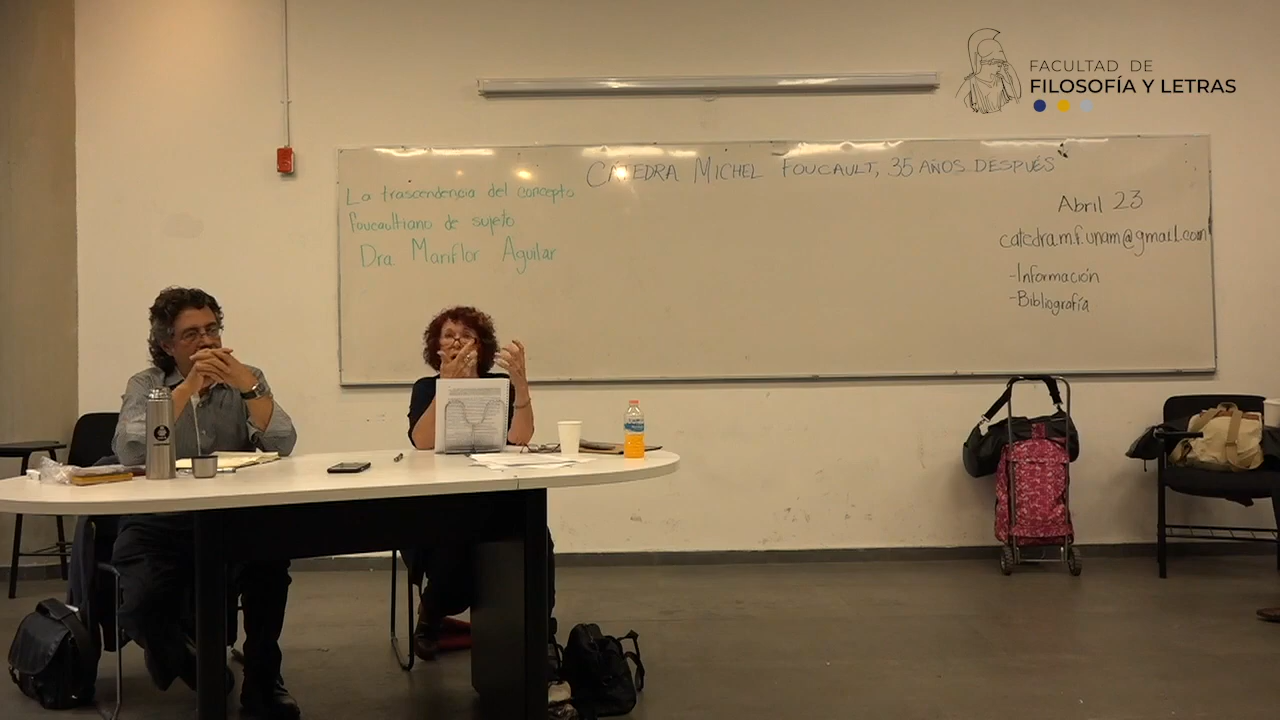 FACULTAD DE
FILOSOFÍA Y LETRAS
CÁTEDRA MICHEL FOUCAULT, 35 AÑOS DESPUÉS
La trascendencia del concepto
foucaultiano de sujeto
Dra. Mariflor Aguilar
Abril 23
catedra.m.f.unam@gmail.com
-Información
-Bibliografía